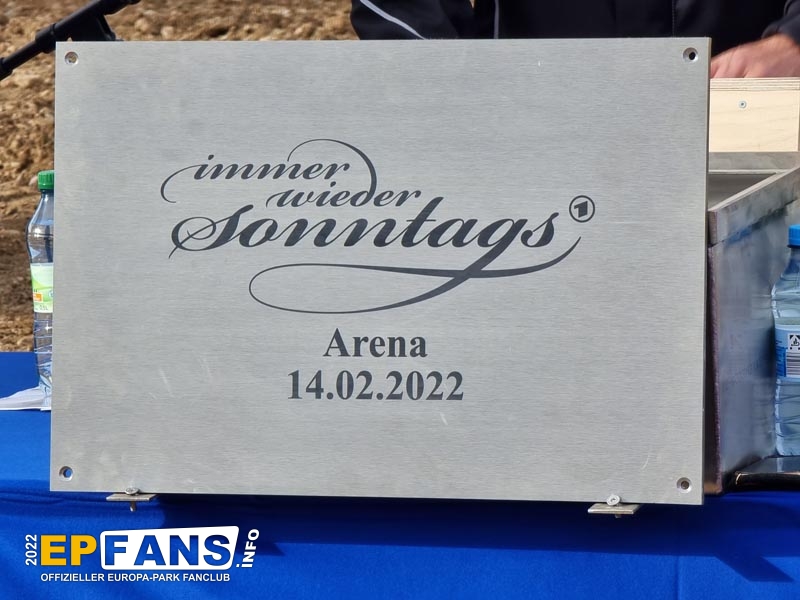 immer
wieder
Sonntags 1
Arena
14.02.2022
2022 EPFANS.INFO
OFFIZIELLER EUROPA-PARK FANCLUB